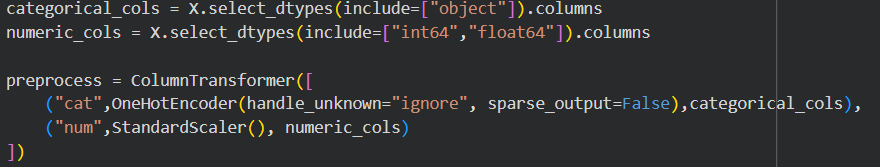 categorical_cols = X.select_dtypes(include=["object"]).columns
numeric_cols = X.select_dtypes(include=["int64","float64"]).columns

preprocess = ColumnTransformer([
    ("cat",OneHotEncoder(handle_unknown="ignore", sparse_output=False),categorical_cols),
    ("num",StandardScaler(), numeric_cols)
])